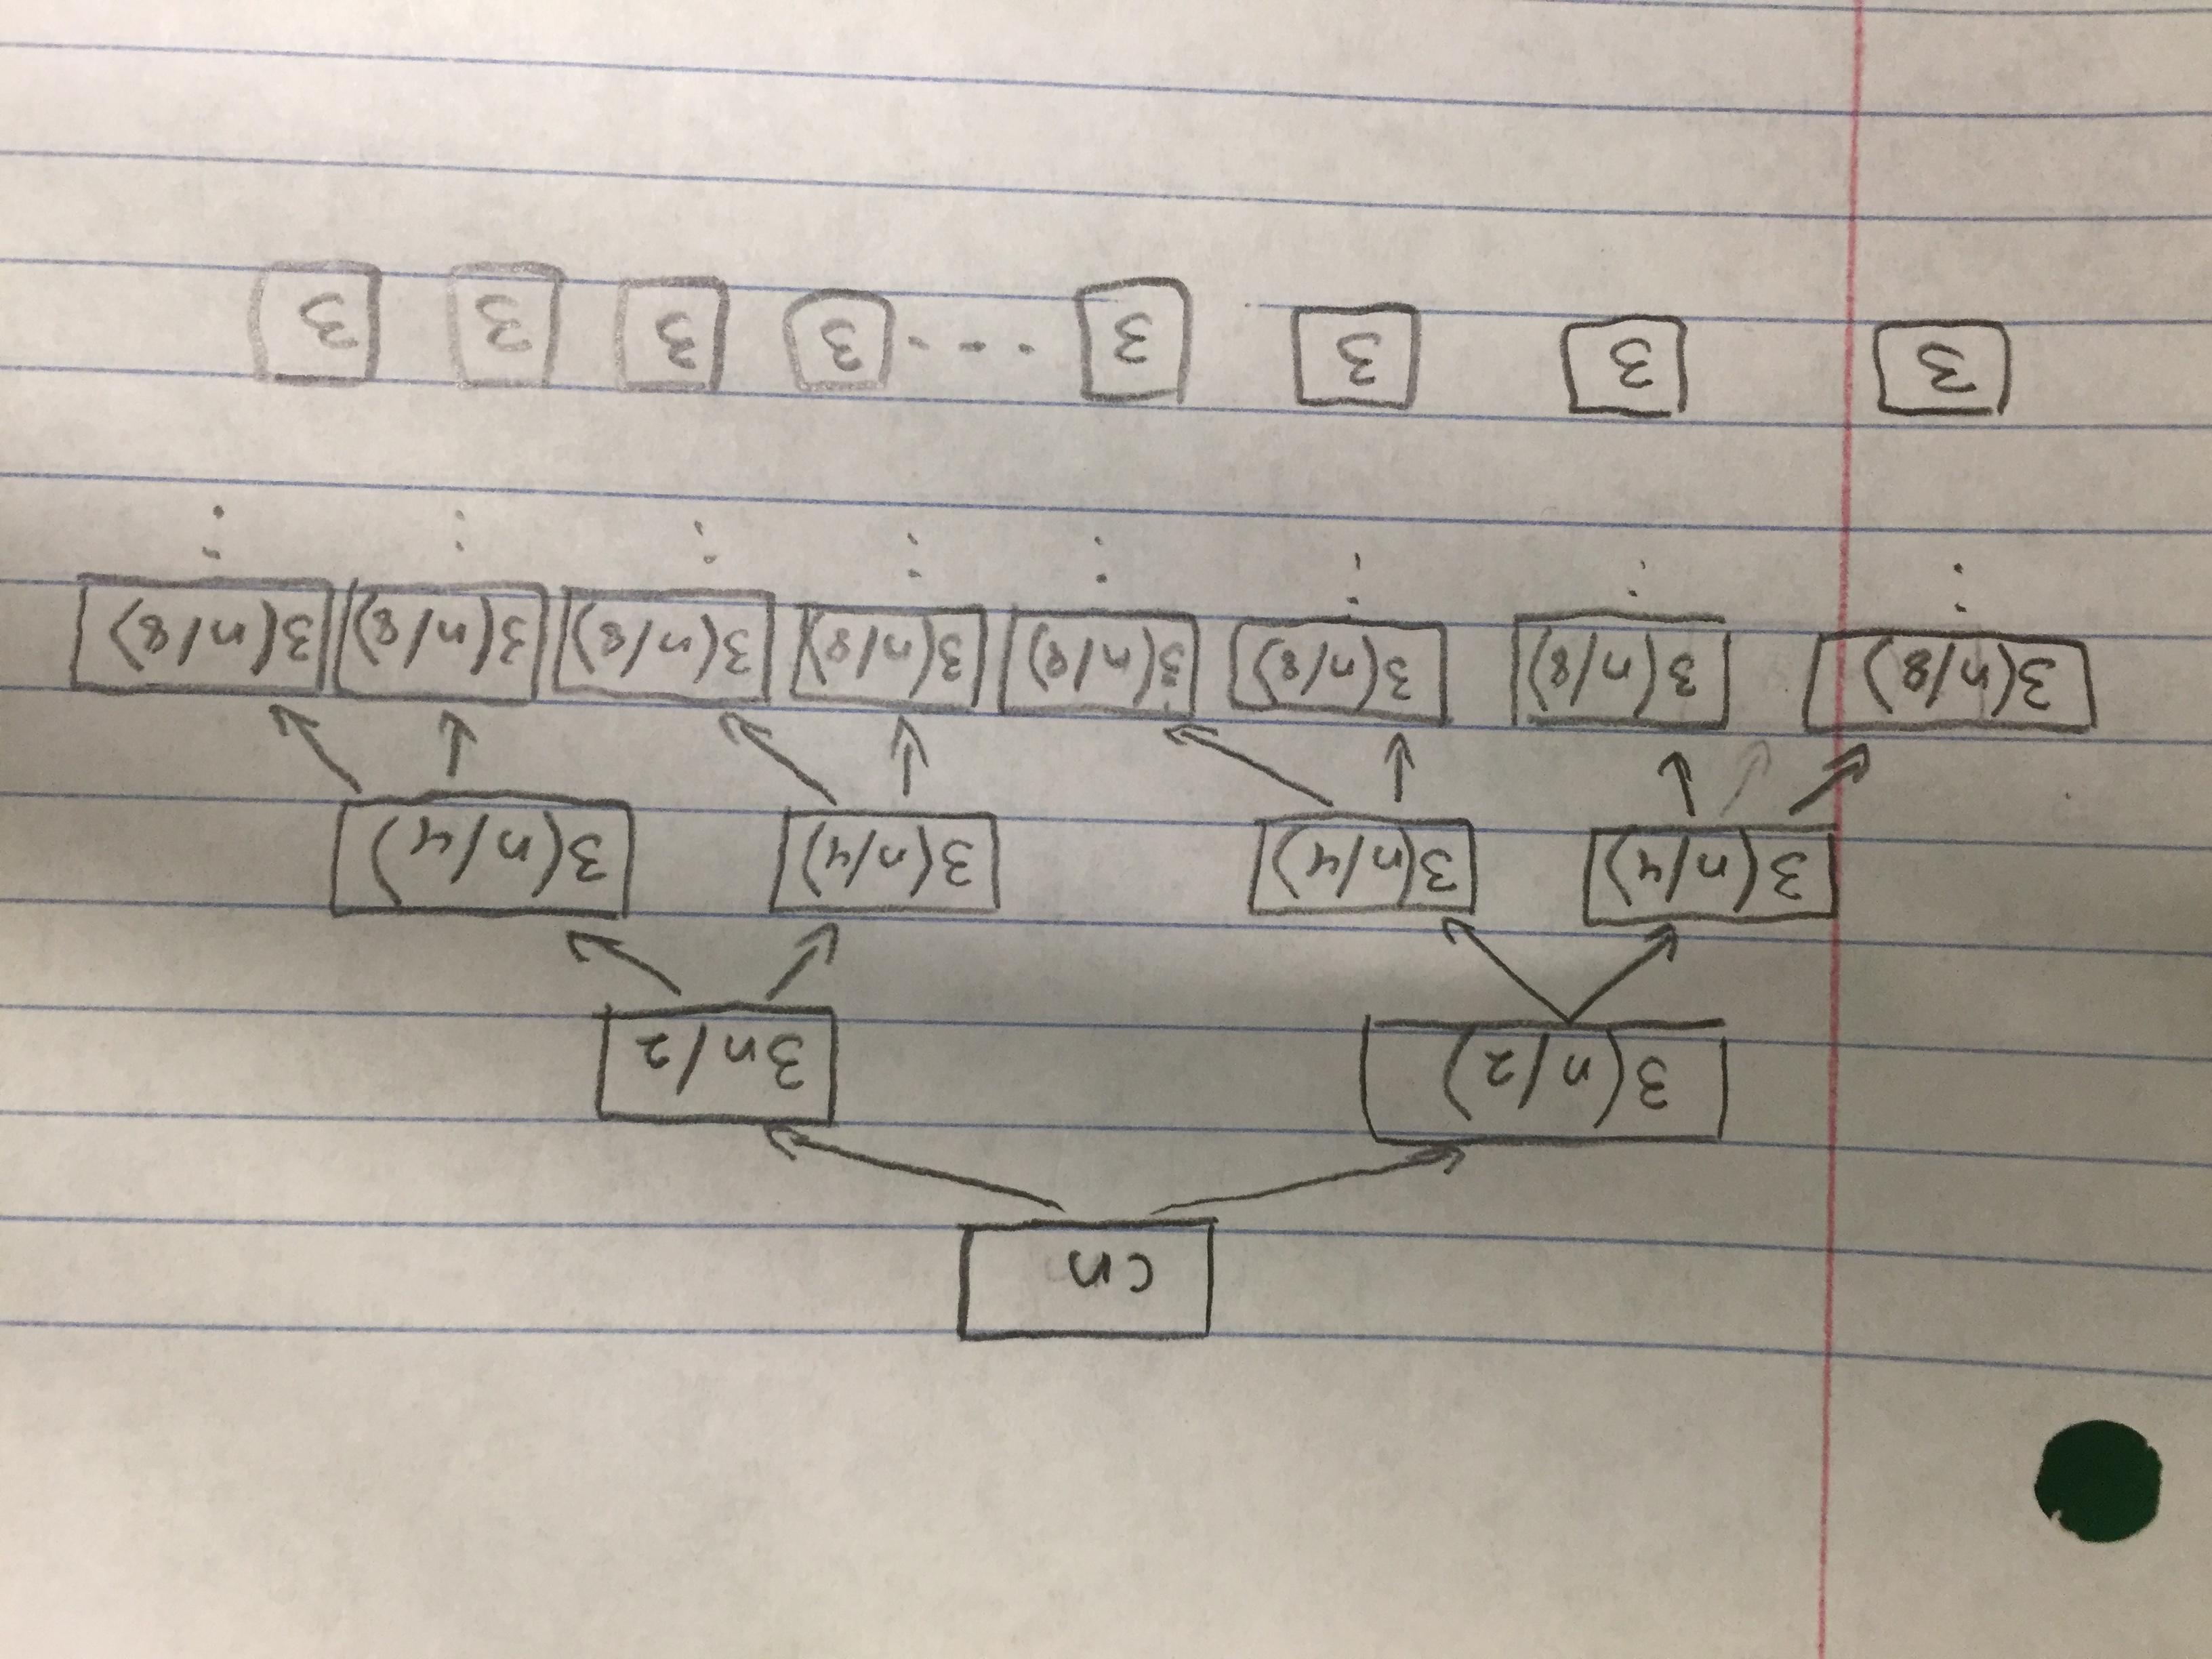 cn
3(n/2) 3n/2
3(n/4) 3(n/4) 3(n/4) 3(n/4)
3(n/8) 3(n/8) 3(n/8) 3(n/8) 3(n/8) 3(n/8) 3(n/8) 3(n/8)
3 3 3 3 ---- 3 3 3 3